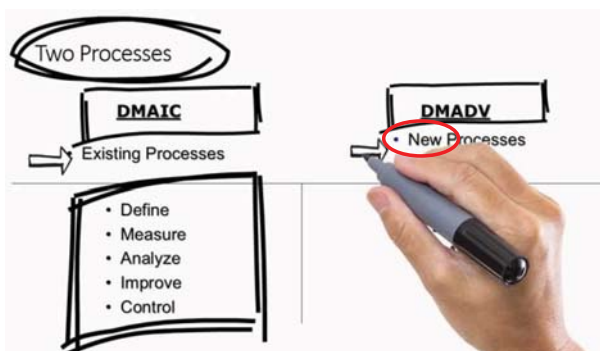 Two Processes
DMAIC
Existing Processes
• Define
• Measure
• Analyze
• Improve
• Control
DMADV
• New Processes